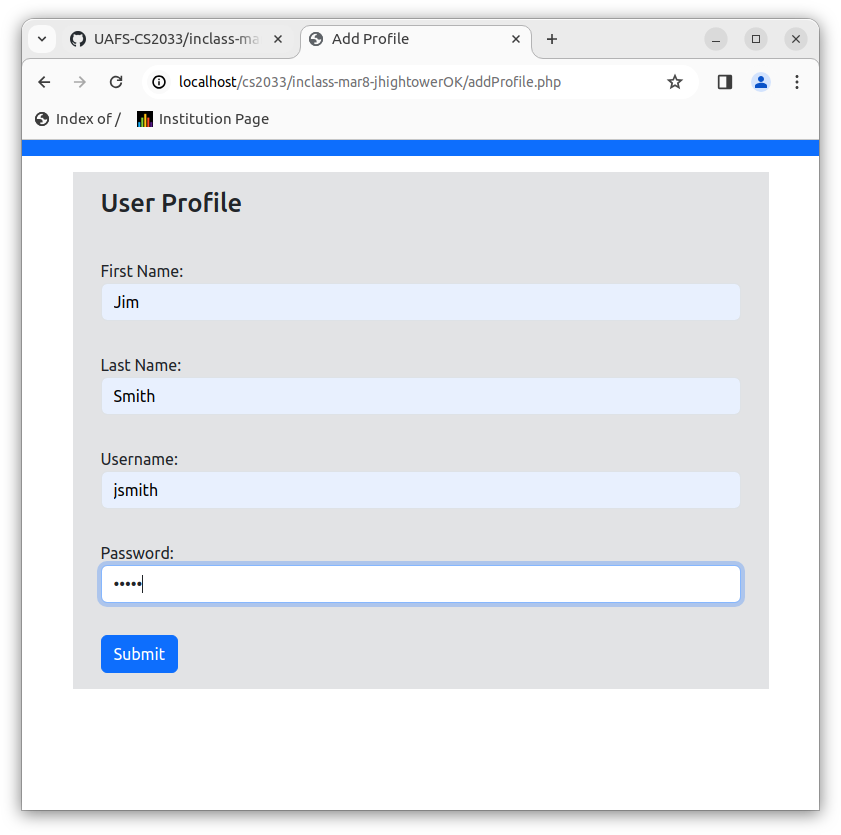 UAFS-CS2033/inclass-ma
Add Profile
localhost/cs2033/inclass-mar8-jhightowerOK/addProfile.php
Index of /
Institution Page
User Profile
First Name:
Jim
Last Name:
Smith
Username:
jsmith
Password:
•••••
Submit